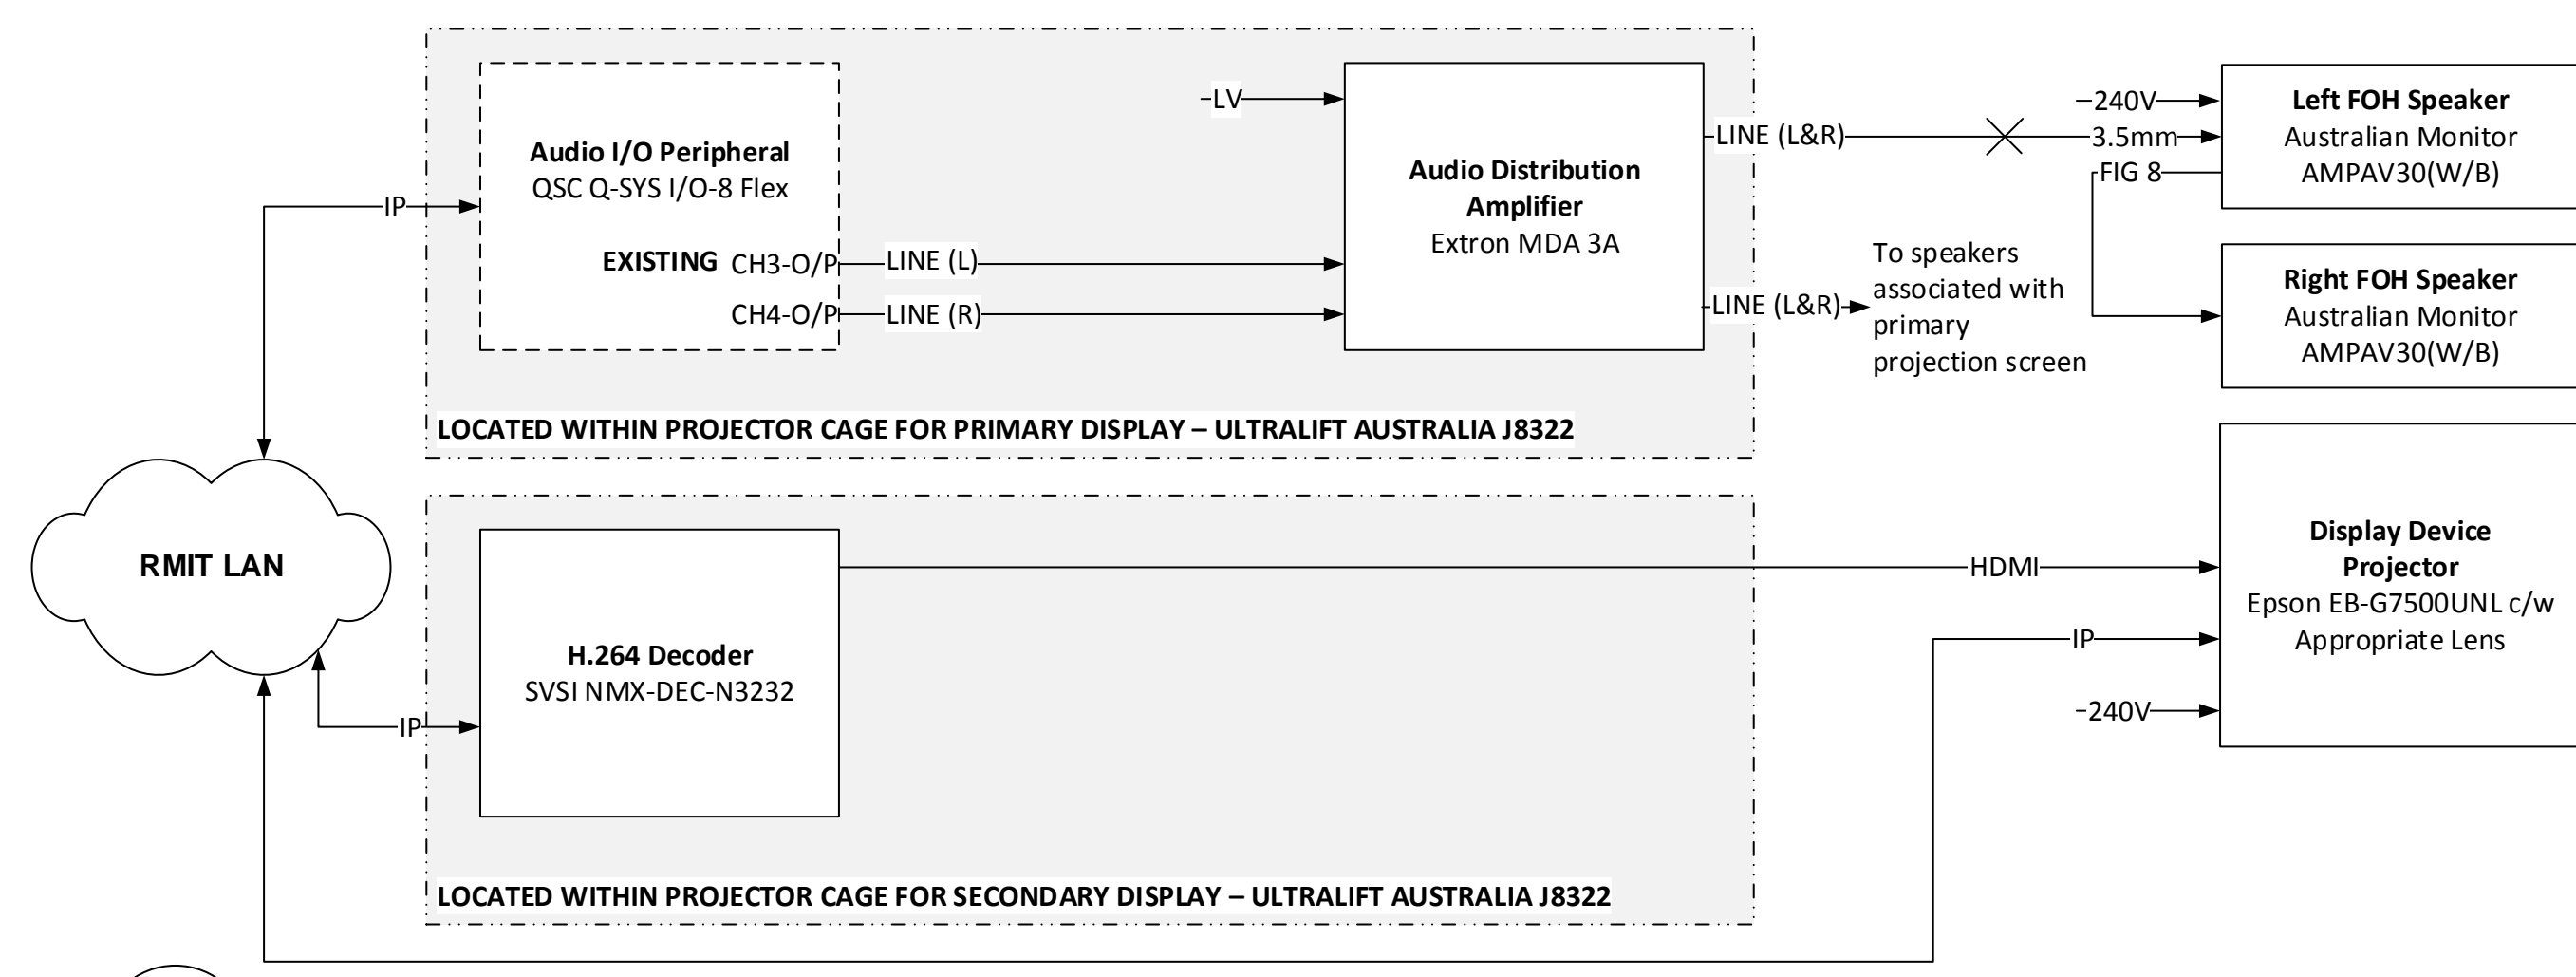 Audio I/O Peripheral
QSC Q-SYS I/O-8 Flex
EXISTING CH3-O/P
CH4-O/P
IP
LINE (L)
LINE (R)
LV
Audio Distribution
Amplifier
Extron MDA 3A
LINE (L&R)
LINE (L&R)
To speakers
associated with
primary
projection screen
240V
3.5mm
FIG 8
Left FOH Speaker
Australian Monitor
AMPAV30(W/B)
Right FOH Speaker
Australian Monitor
AMPAV30(W/B)
LOCATED WITHIN PROJECTOR CAGE FOR PRIMARY DISPLAY – ULTRALIFT AUSTRALIA J8322
RMIT LAN
IP
H.264 Decoder
SVSI NMX-DEC-N3232
HDMI
IP
240V
Display Device
Projector
Epson EB-G7500UNL c/w
Appropriate Lens
LOCATED WITHIN PROJECTOR CAGE FOR SECONDARY DISPLAY – ULTRALIFT AUSTRALIA J8322